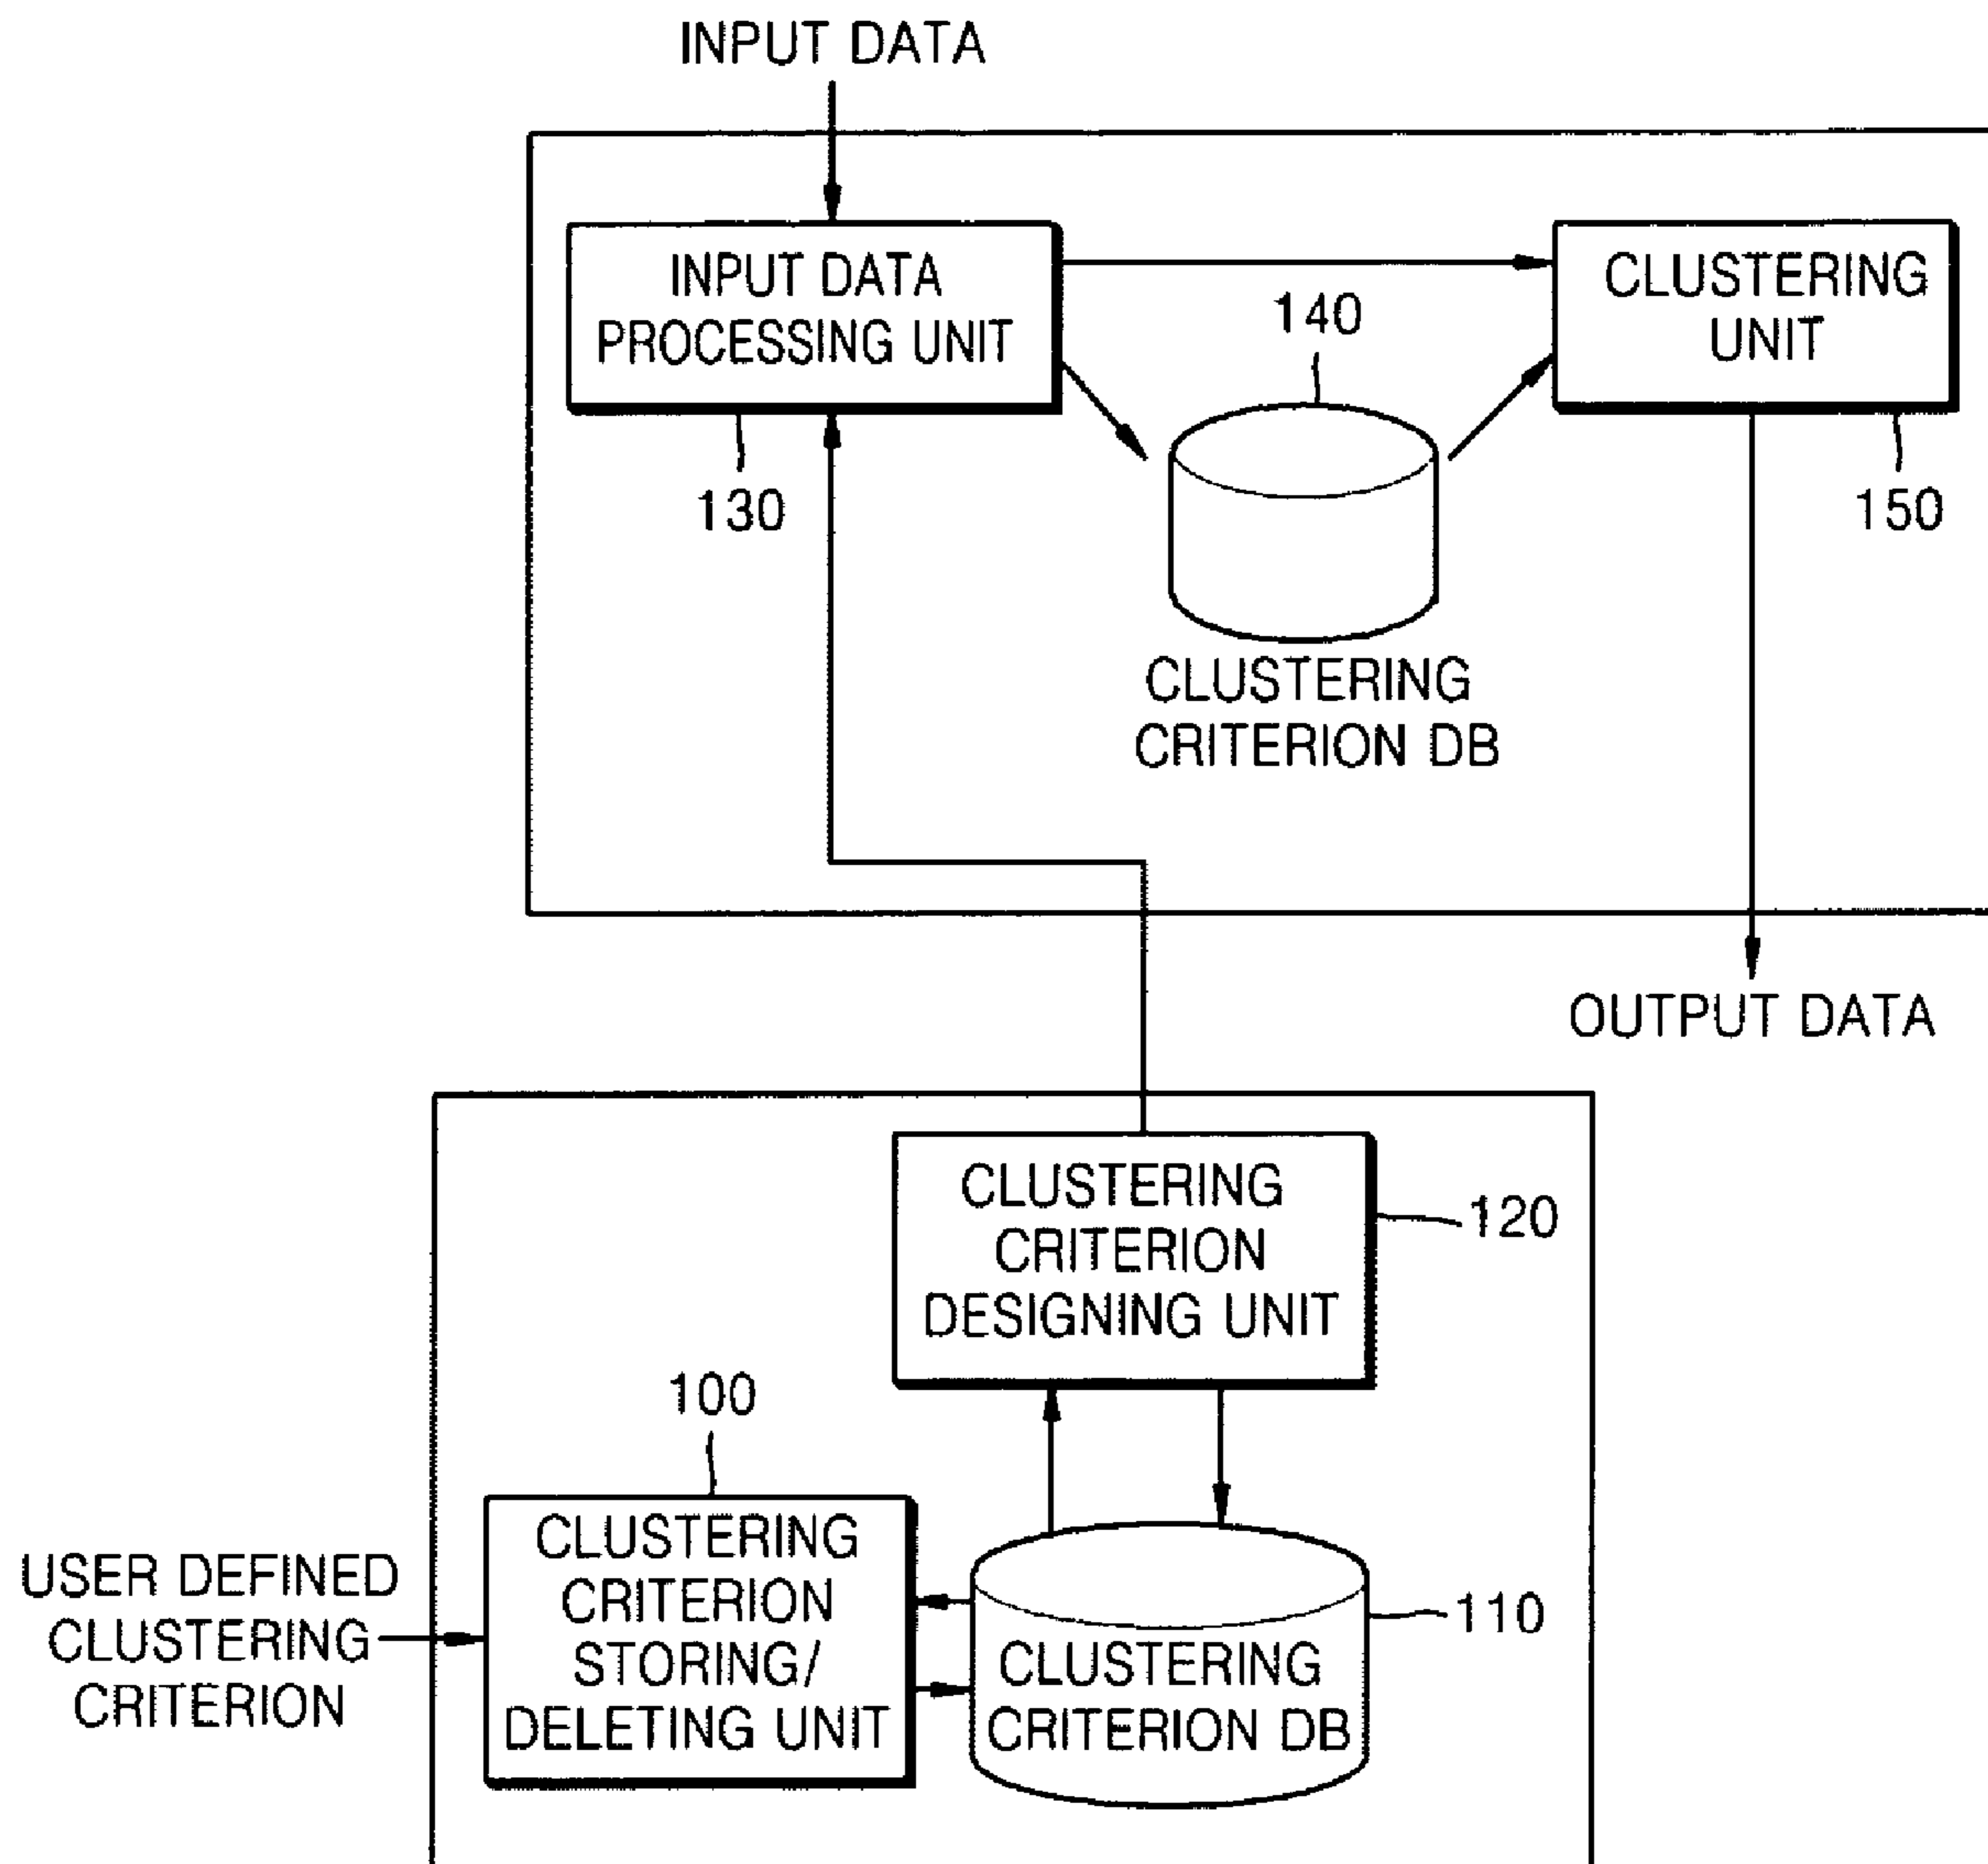 INPUT DATA
INPUT DATA
PROCESSING UNIT
130
140
CLUSTERING
CRITERION DB
CLUSTERING
UNIT
150
OUTPUT DATA
CLUSTERING
CRITERION
DESIGNING UNIT
120
100
CLUSTERING
CRITERION
STORING/
DELETING UNIT
USER DEFINED
CLUSTERING
CRITERION
CLUSTERING
CRITERION DB
110